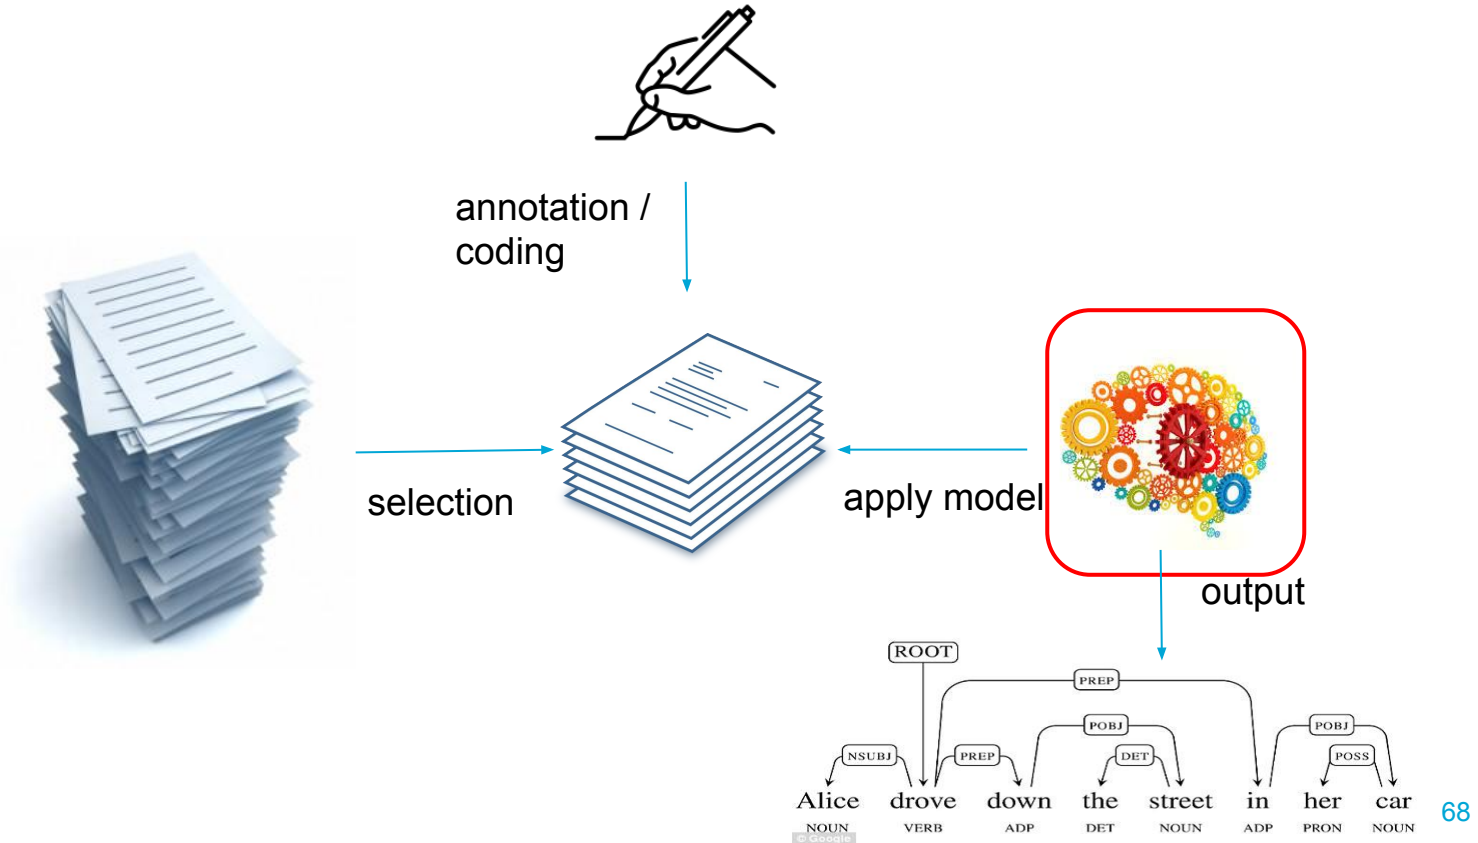 annotation /
coding
selection
apply model
output
ROOT
PREP
POBJ POBJ
NSUBJ PREP DET POSS
Alice drove down the street in her car
NOUN VERB ADP DET NOUN ADP PRON NOUN
© Google
68